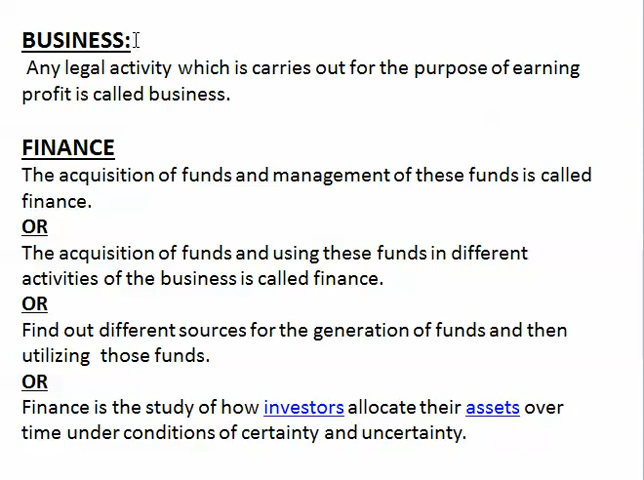 BUSINESS:
Any legal activity which is carries out for the purpose of earning
profit is called business.
FINANCE
The acquisition of funds and management of these funds is called
finance.
OR
The acquisition of funds and using these funds in different
activities of the business is called finance.
OR
Find out different sources for the generation of funds and then
utilizing those funds.
OR
Finance is the study of how investors allocate their assets over
time under conditions of certainty and uncertainty.